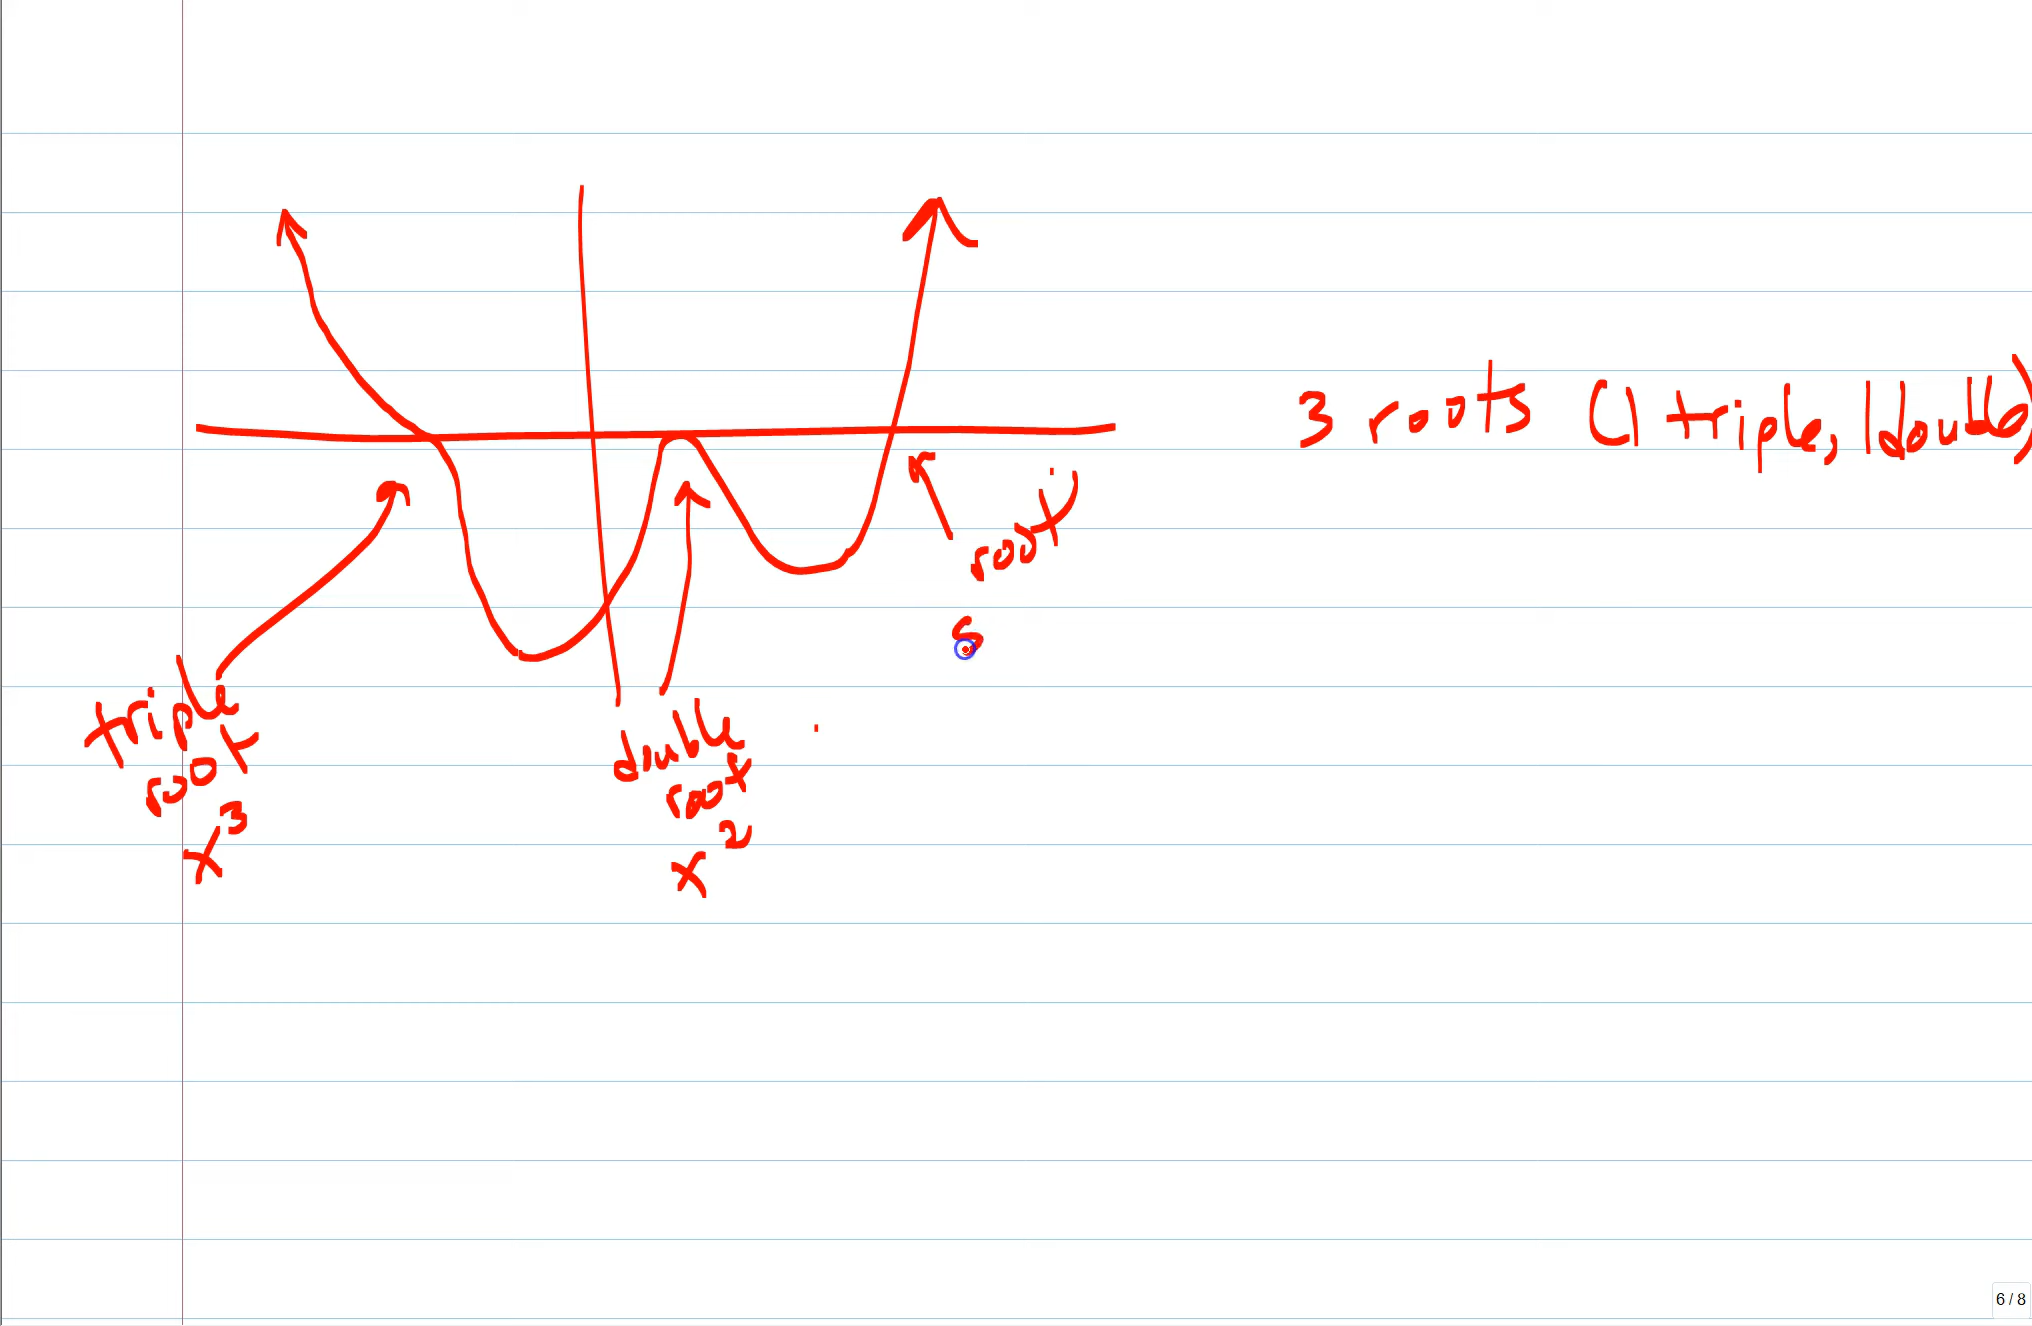 3 roots (1 triple, 1 double)
root
s
triple
root
x³
double
root
x²
6 / 8